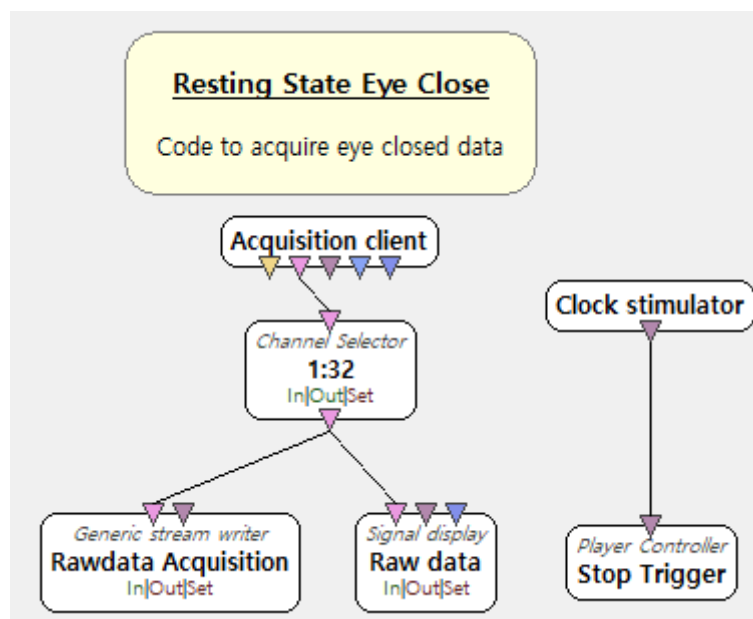 Resting State Eye Close
Code to acquire eye closed data
Acquisition client
Clock stimulator
Channel Selector
1:32
In|Out|Set
Generic stream writer
Rawdata Acquisition
In|Out|Set
Signal display
Raw data
In|Out|Set
Player Controller
Stop Trigger